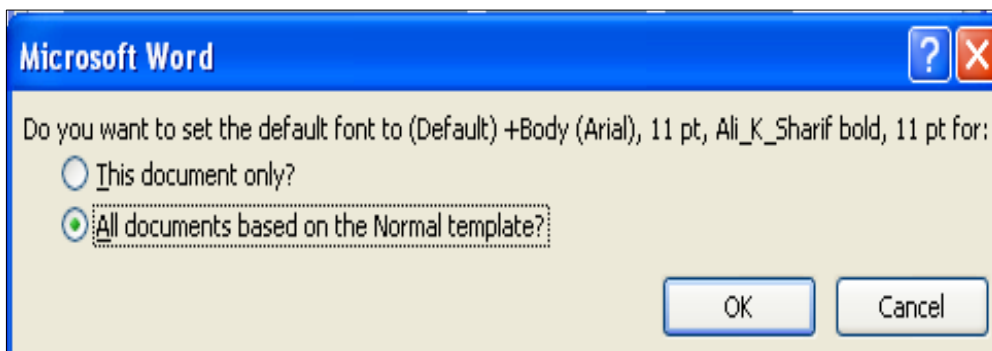 Microsoft Word
?
Do you want to set the default font to (Default) +Body (Arial), 11 pt, Ali_K_Sharif bold, 11 pt for:
This document only?
All documents based on the Normal template?
OK Cancel